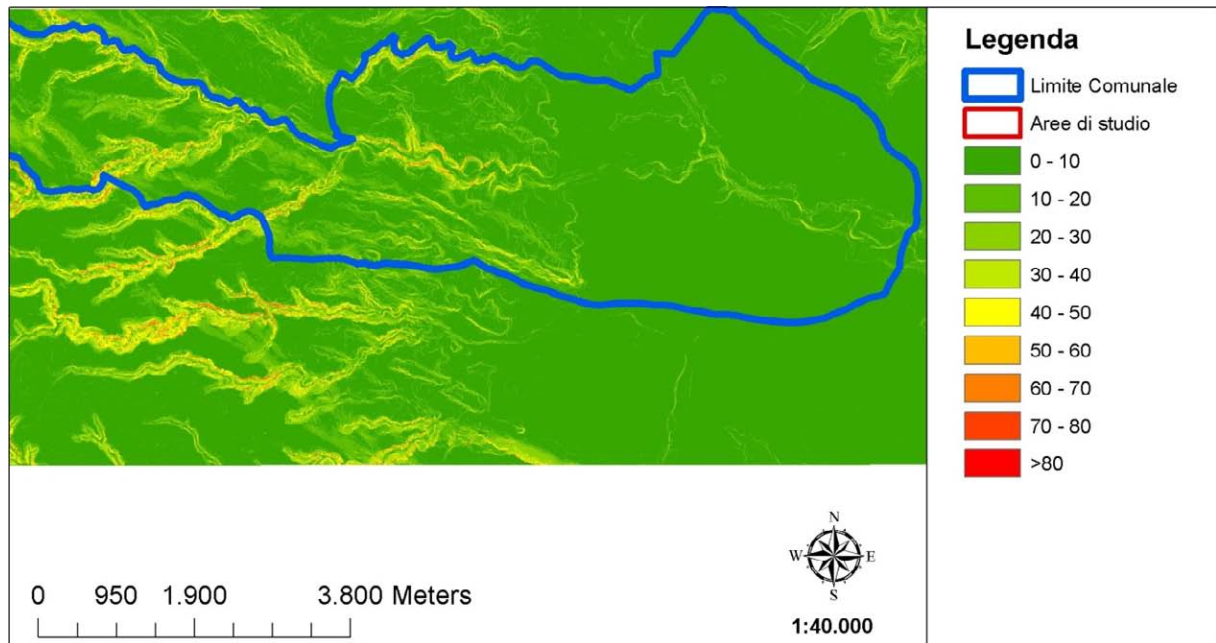 Legenda
Limite Comunale
Aree di studio
0 - 10
10 - 20
20 - 30
30 - 40
40 - 50
50 - 60
60 - 70
70 - 80
>80
N
W E
S
0 950 1.900 3.800 Meters
1:40.000